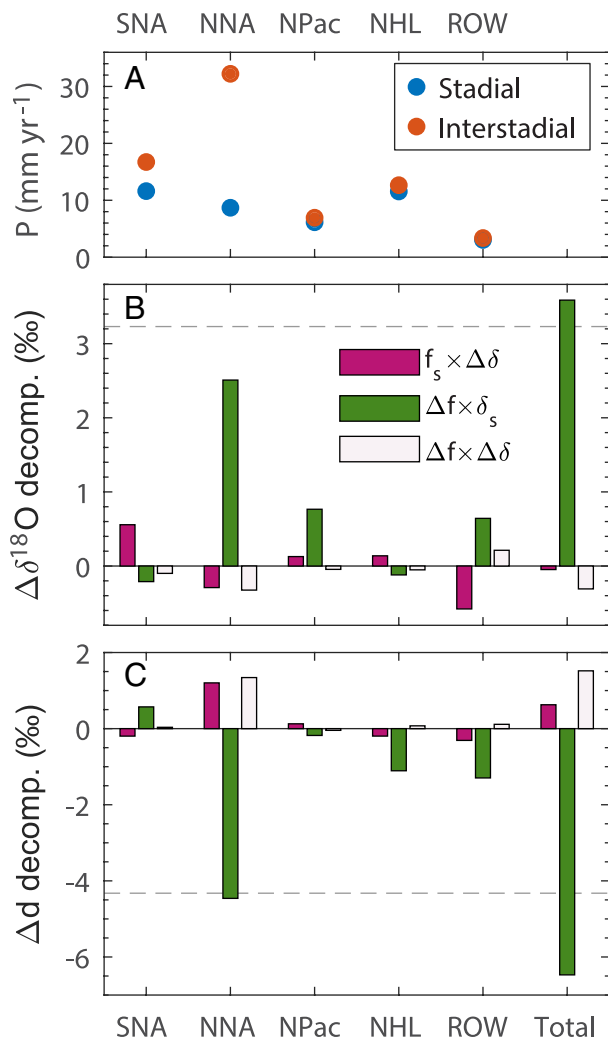 SNA NNA NPac NHL ROW
A
Stadial
Interstadial
P (mm yr⁻¹)
30
20
10
0
B
Δδ¹⁸O decomp. (‰)
fₛ × Δδ
Δf × δₛ
Δf × Δδ
3
2
1
0
C
Δd decomp. (‰)
2
0
-2
-4
-6
SNA NNA NPac NHL ROW Total